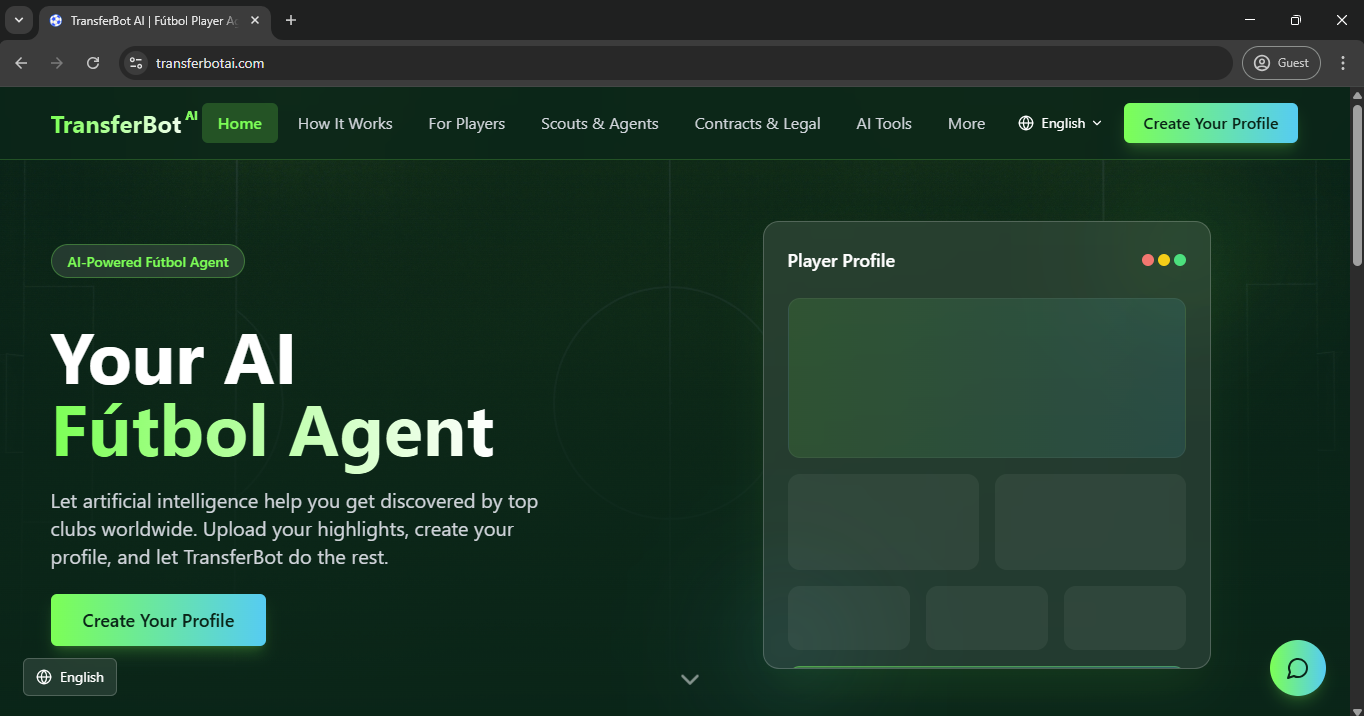 TransferBot AI | Fútbol Player A
transferbotai.com
Guest
TransferBot AI
Home
How It Works
For Players
Scouts & Agents
Contracts & Legal
AI Tools
More
English
Create Your Profile
AI-Powered Fútbol Agent
Your AI
Fútbol Agent
Let artificial intelligence help you get discovered by top
clubs worldwide. Upload your highlights, create your
profile, and let TransferBot do the rest.
Create Your Profile
English
Player Profile